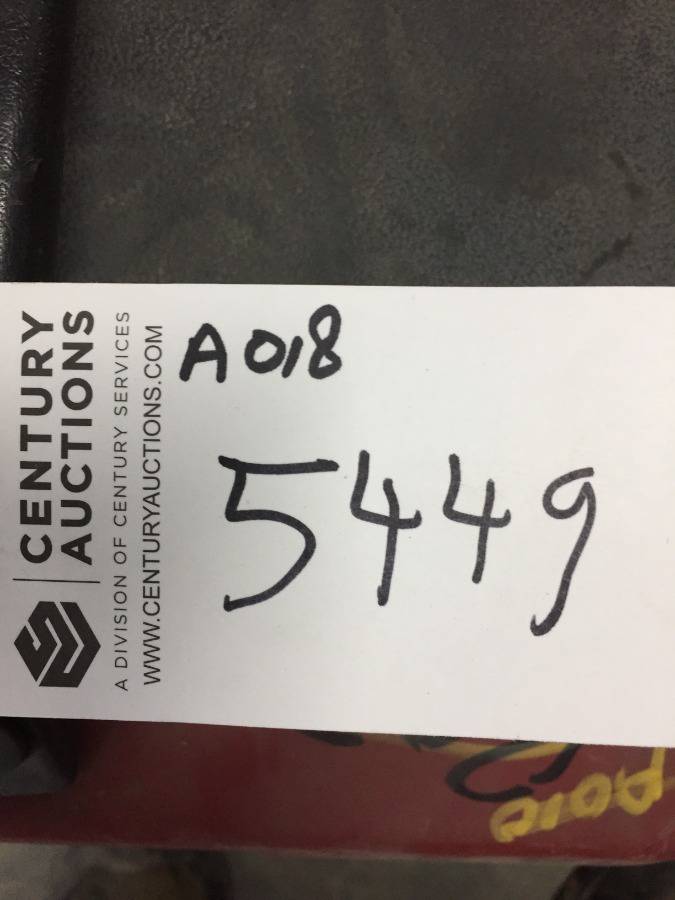 CENTURY
AUCTIONS
A DIVISION OF CENTURY SERVICES
WWW.CENTURYAUCTIONS.COM
A018
5449